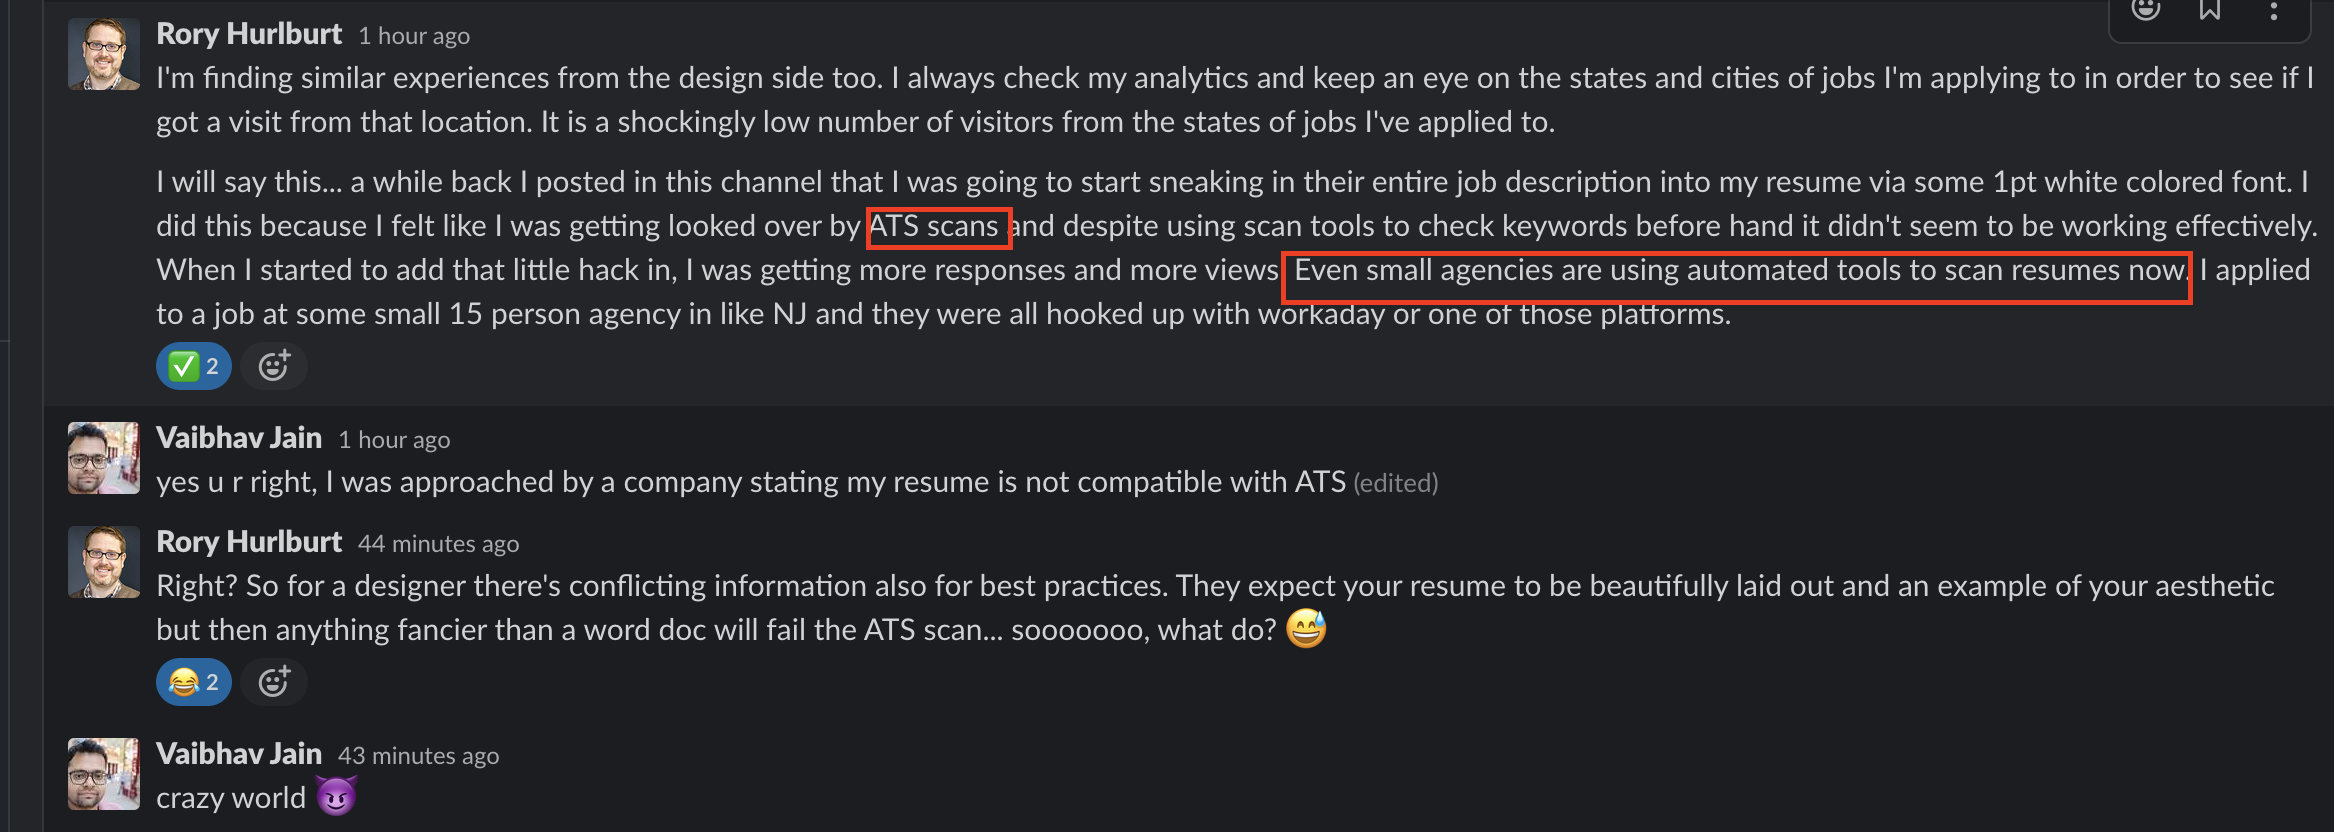 Rory Hurlburt 1 hour ago
I'm finding similar experiences from the design side too. I always check my analytics and keep an eye on the states and cities of jobs I'm applying to in order to see if I
got a visit from that location. It is a shockingly low number of visitors from the states of jobs I've applied to.
I will say this... a while back I posted in this channel that I was going to start sneaking in their entire job description into my resume via some 1pt white colored font. I
did this because I felt like I was getting looked over by ATS scans and despite using scan tools to check keywords before hand it didn't seem to be working effectively.
When I started to add that little hack in, I was getting more responses and more views. Even small agencies are using automated tools to scan resumes now. I applied
to a job at some small 15 person agency in like NJ and they were all hooked up with workaday or one of those platforms.
✅ 2
Vaibhav Jain 1 hour ago
yes u r right, I was approached by a company stating my resume is not compatible with ATS (edited)
Rory Hurlburt 44 minutes ago
Right? So for a designer there's conflicting information also for best practices. They expect your resume to be beautifully laid out and an example of your aesthetic
but then anything fancier than a word doc will fail the ATS scan... sooooooo, what do? 😅
😂 2
Vaibhav Jain 43 minutes ago
crazy world 😈